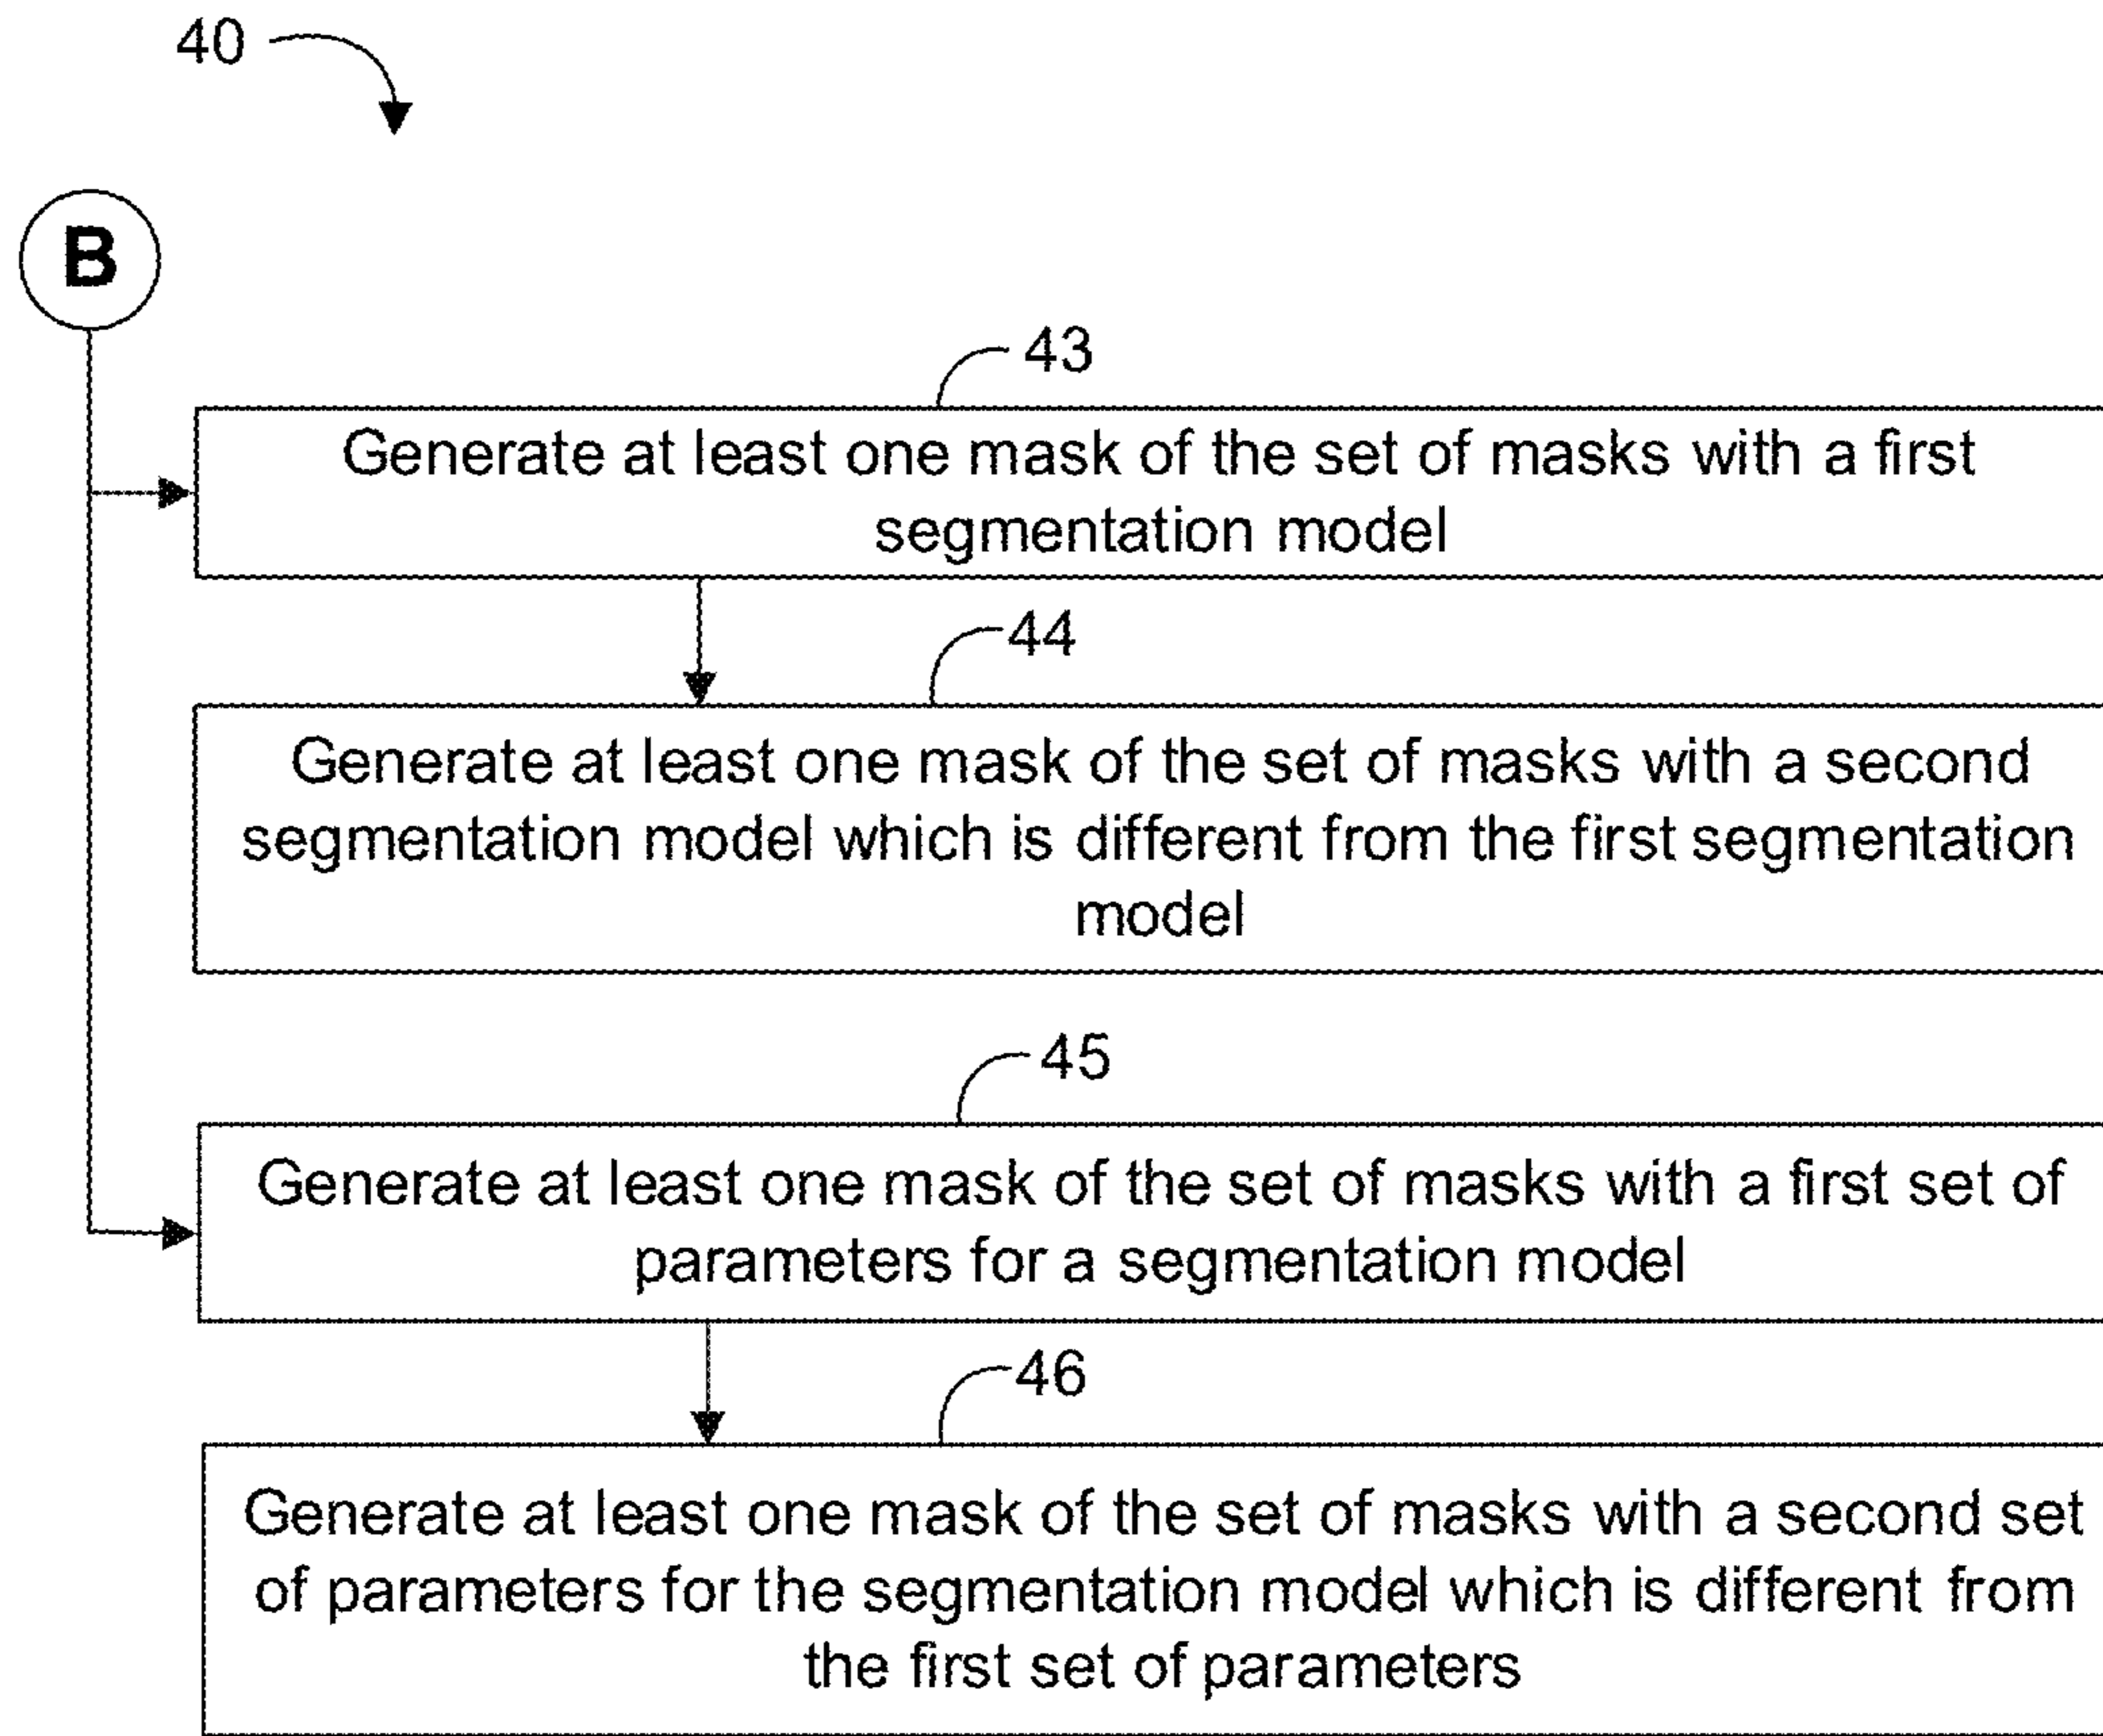 40
B
43
Generate at least one mask of the set of masks with a first
segmentation model
44
Generate at least one mask of the set of masks with a second
segmentation model which is different from the first segmentation
model
45
Generate at least one mask of the set of masks with a first set of
parameters for a segmentation model
46
Generate at least one mask of the set of masks with a second set
of parameters for the segmentation model which is different from
the first set of parameters